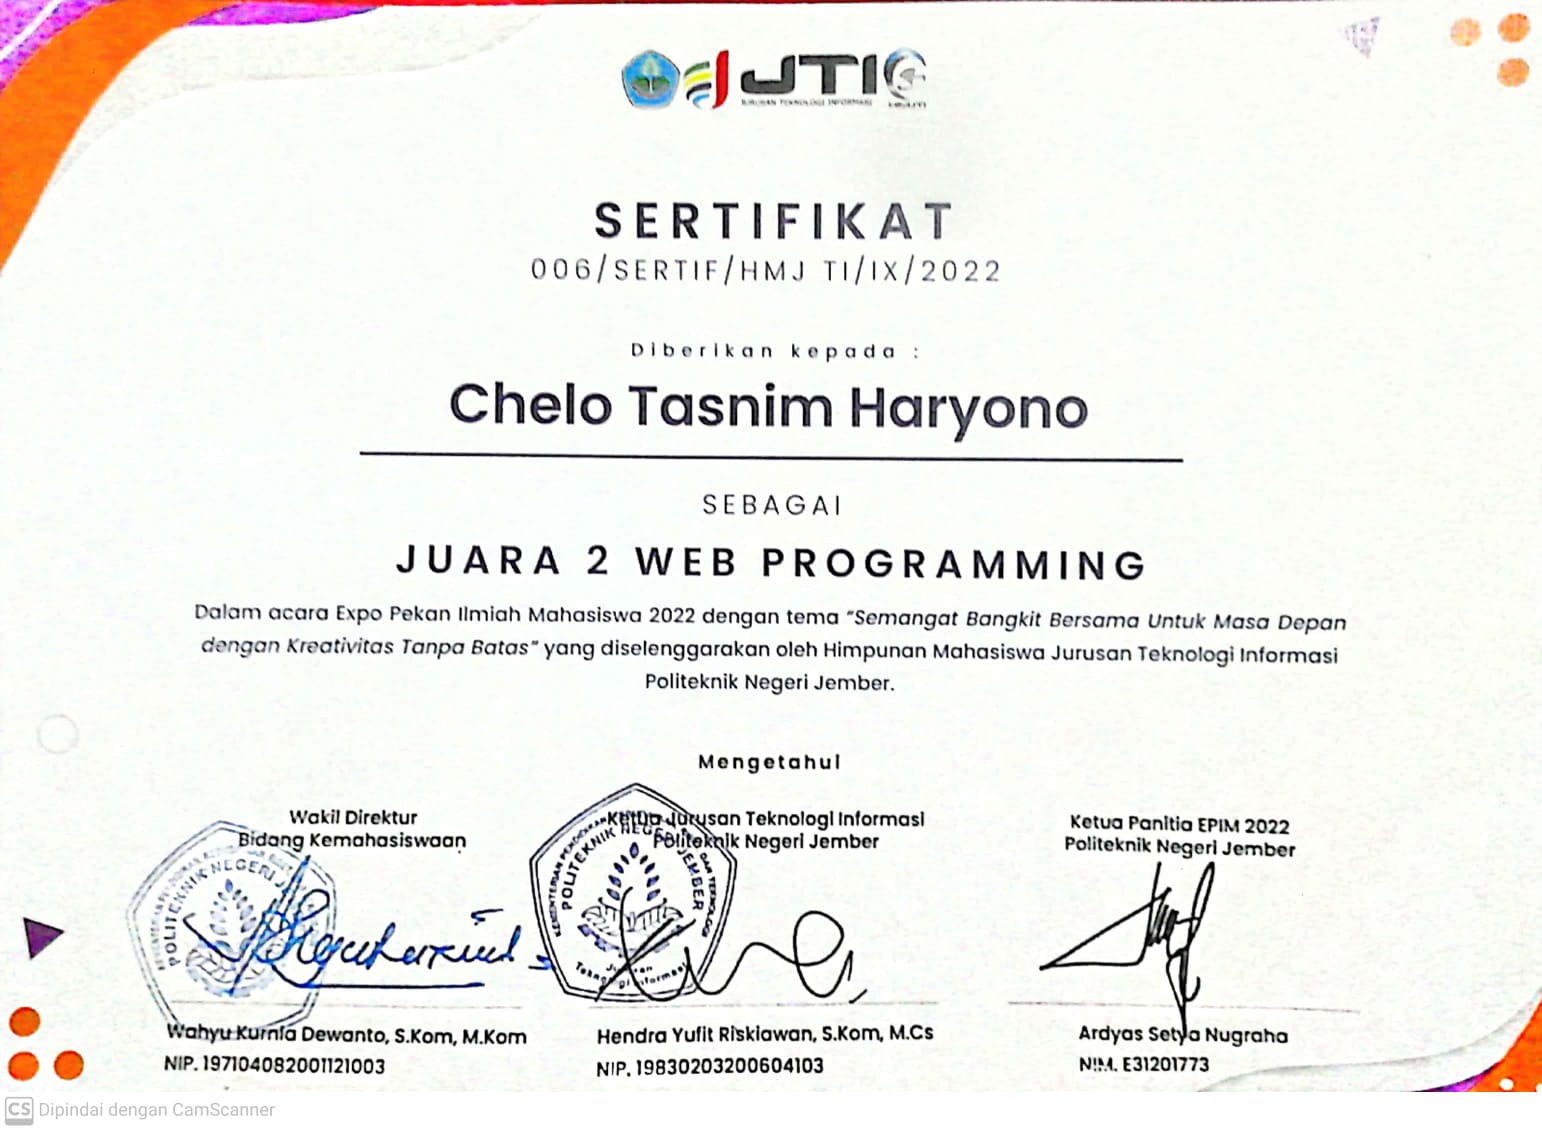 JTI
JURUSAN TEKNOLOGI INFORMASI
SERTIFIKAT
006/SERTIF/HMJ TI/IX/2022
Diberikan kepada :
Chelo Tasnim Haryono
SEBAGAI
JUARA 2 WEB PROGRAMMING
Dalam acara Expo Pekan Ilmiah Mahasiswa 2022 dengan tema “Semangat Bangkit Bersama Untuk Masa Depan
dengan Kreativitas Tanpa Batas” yang diselenggarakan oleh Himpunan Mahasiswa Jurusan Teknologi Informasi
Politeknik Negeri Jember.
Mengetahui
Wakil Direktur
Bidang Kemahasiswaan
POLITEKNIK NEGERI
Wahyu Kurnia Dewanto, S.Kom, M.Kom
NIP. 197104082001121003
Ketua Jurusan Teknologi Informasi
Politeknik Negeri Jember
POLITEKNIK NEGERI JEMBER
Jurusan
Teknologi Informasi
Hendra Yufit Riskiawan, S.Kom, M.Cs
NIP. 19830203200604103
Ketua Panitia EPIM 2022
Politeknik Negeri Jember
Ardyas Setya Nugraha
NIM. E31201773
CS Dipindai dengan CamScanner